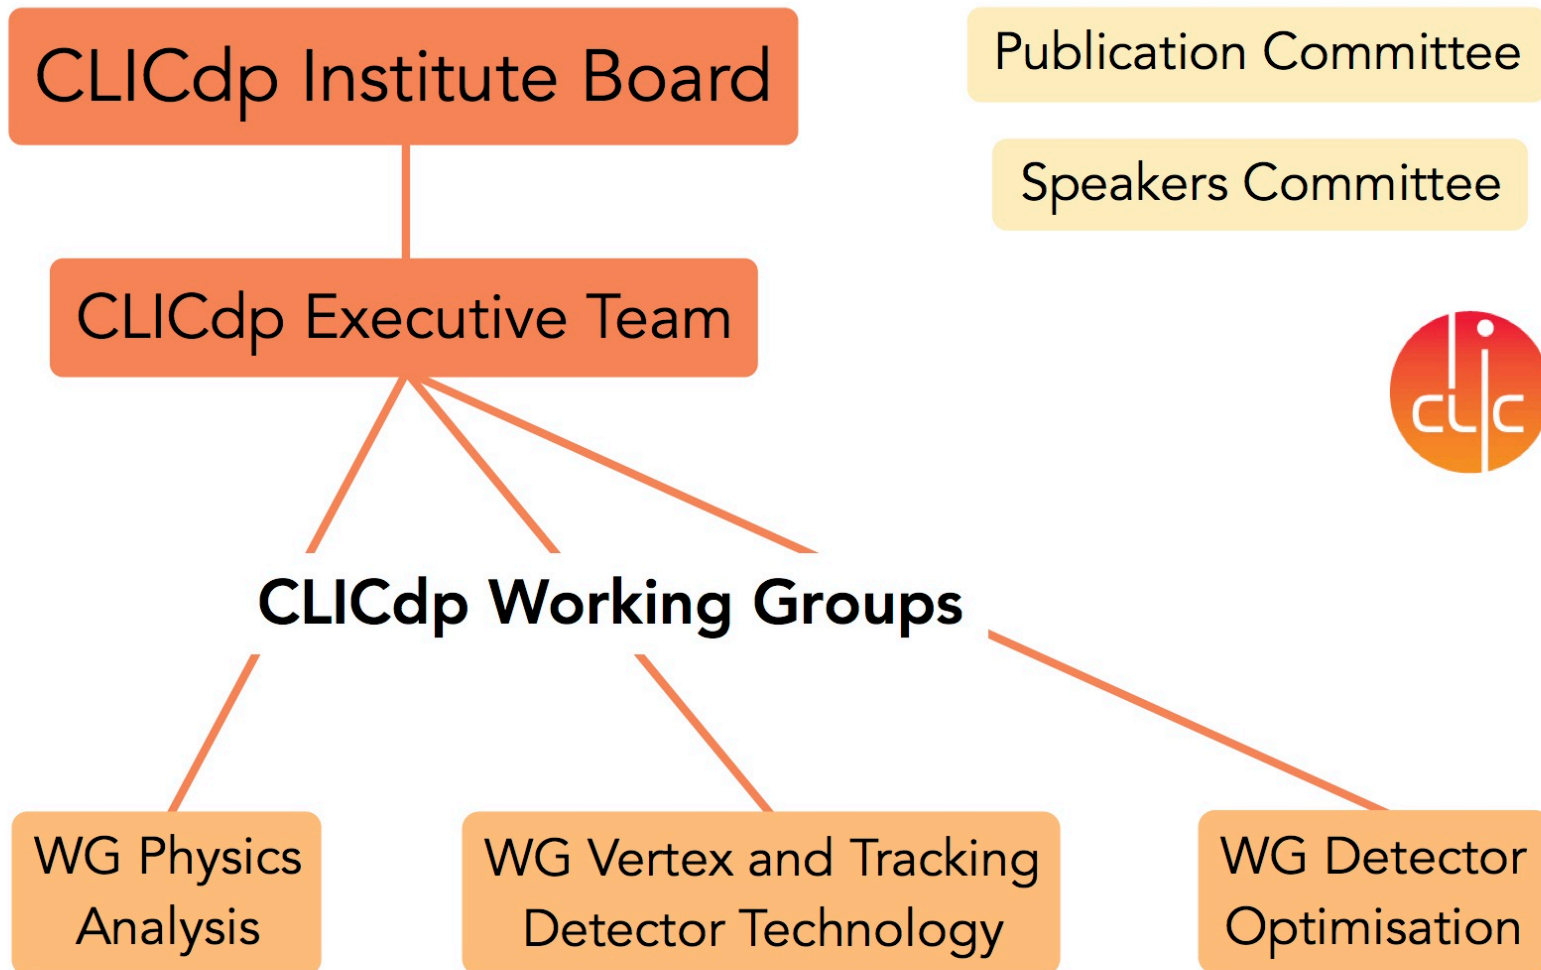 CLICdp Institute Board
Publication Committee
Speakers Committee
CLICdp Executive Team
clic
CLICdp Working Groups
WG Physics
Analysis
WG Vertex and Tracking
Detector Technology
WG Detector
Optimisation